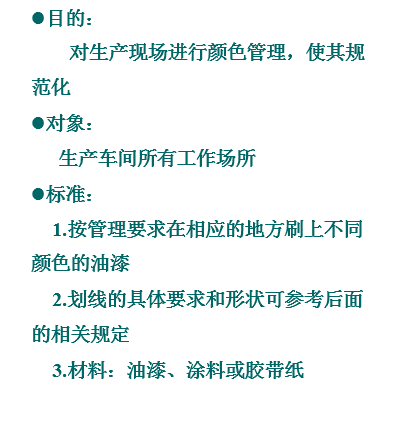 ●目的：
对生产现场进行颜色管理，使其规
范化
●对象：
生产车间所有工作场所
●标准：
1.按管理要求在相应的地方刷上不同
颜色的油漆
2.划线的具体要求和形状可参考后面
的相关规定
3.材料：油漆、涂料或胶带纸